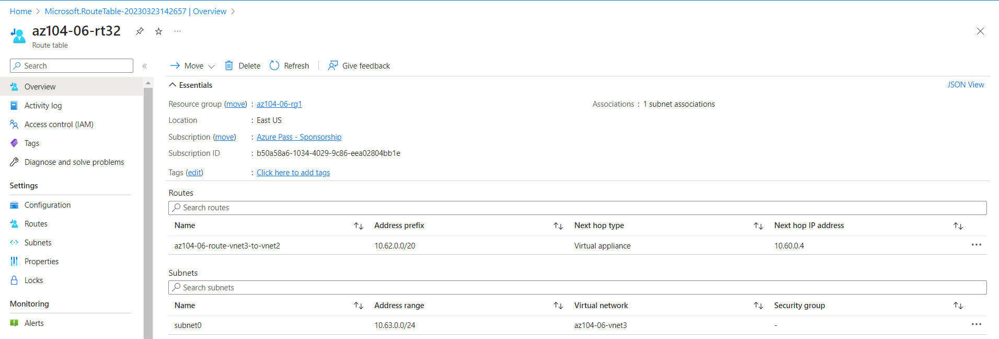 Home > Microsoft.RouteTable-20230323142657 | Overview >
az104-06-rt32
Route table
Search
Overview
Activity log
Access control (IAM)
Tags
Diagnose and solve problems
Settings
Configuration
Routes
Subnets
Properties
Locks
Monitoring
Alerts
Move Delete Refresh Give feedback
Essentials JSON View
Resource group (move) : az104-06-rg1 Associations : 1 subnet associations
Location : East US
Subscription (move) : Azure Pass - Sponsorship
Subscription ID : b50a58a6-1034-4029-9c86-eea02804bb1e
Tags (edit) : Click here to add tags
Routes
Search routes
Name Address prefix Next hop type Next hop IP address
az104-06-route-vnet3-to-vnet2 10.62.0.0/20 Virtual appliance 10.60.0.4
Subnets
Search subnets
Name Address range Virtual network Security group
subnet0 10.63.0.0/24 az104-06-vnet3 -